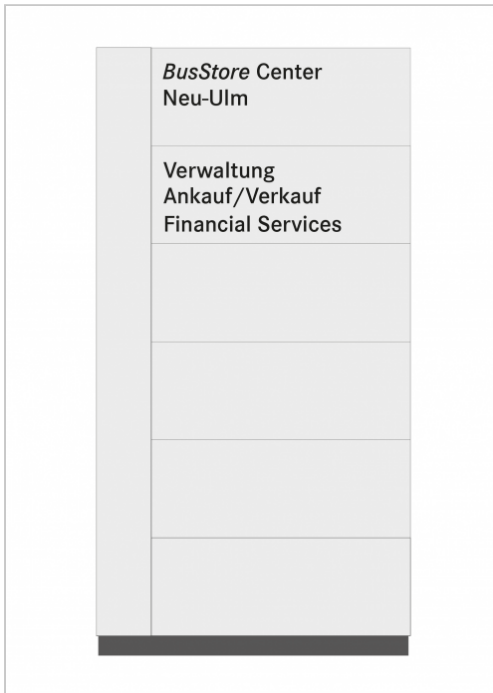 BusStore Center
Neu-Ulm
Verwaltung
Ankauf/Verkauf
Financial Services